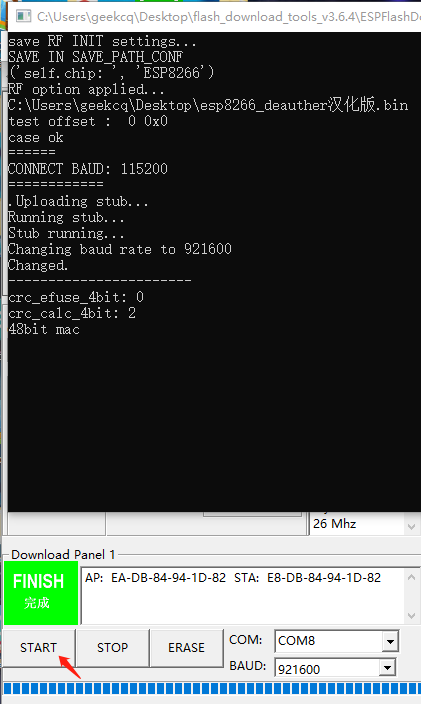 C:\Users\geekcq\Desktop\flash_download_tools_v3.6.4\ESPFlashDo
save RF INIT settings...
SAVE IN SAVE_PATH_CONF
('self.chip: ', 'ESP8266')
RF option applied...
C:\Users\geekcq\Desktop\esp8266_deauther汉化版.bin
test offset :  0 0x0
case ok
======
CONNECT BAUD: 115200
============
.Uploading stub...
Running stub...
Stub running...
Changing baud rate to 921600
Changed.
-----------------------
crc_efuse_4bit: 0
crc_calc_4bit: 2
48bit mac
26 Mhz
Download Panel 1
FINISH
完成
AP: EA-DB-84-94-1D-82 STA: E8-DB-84-94-1D-82
START STOP ERASE
COM: COM8
BAUD: 921600